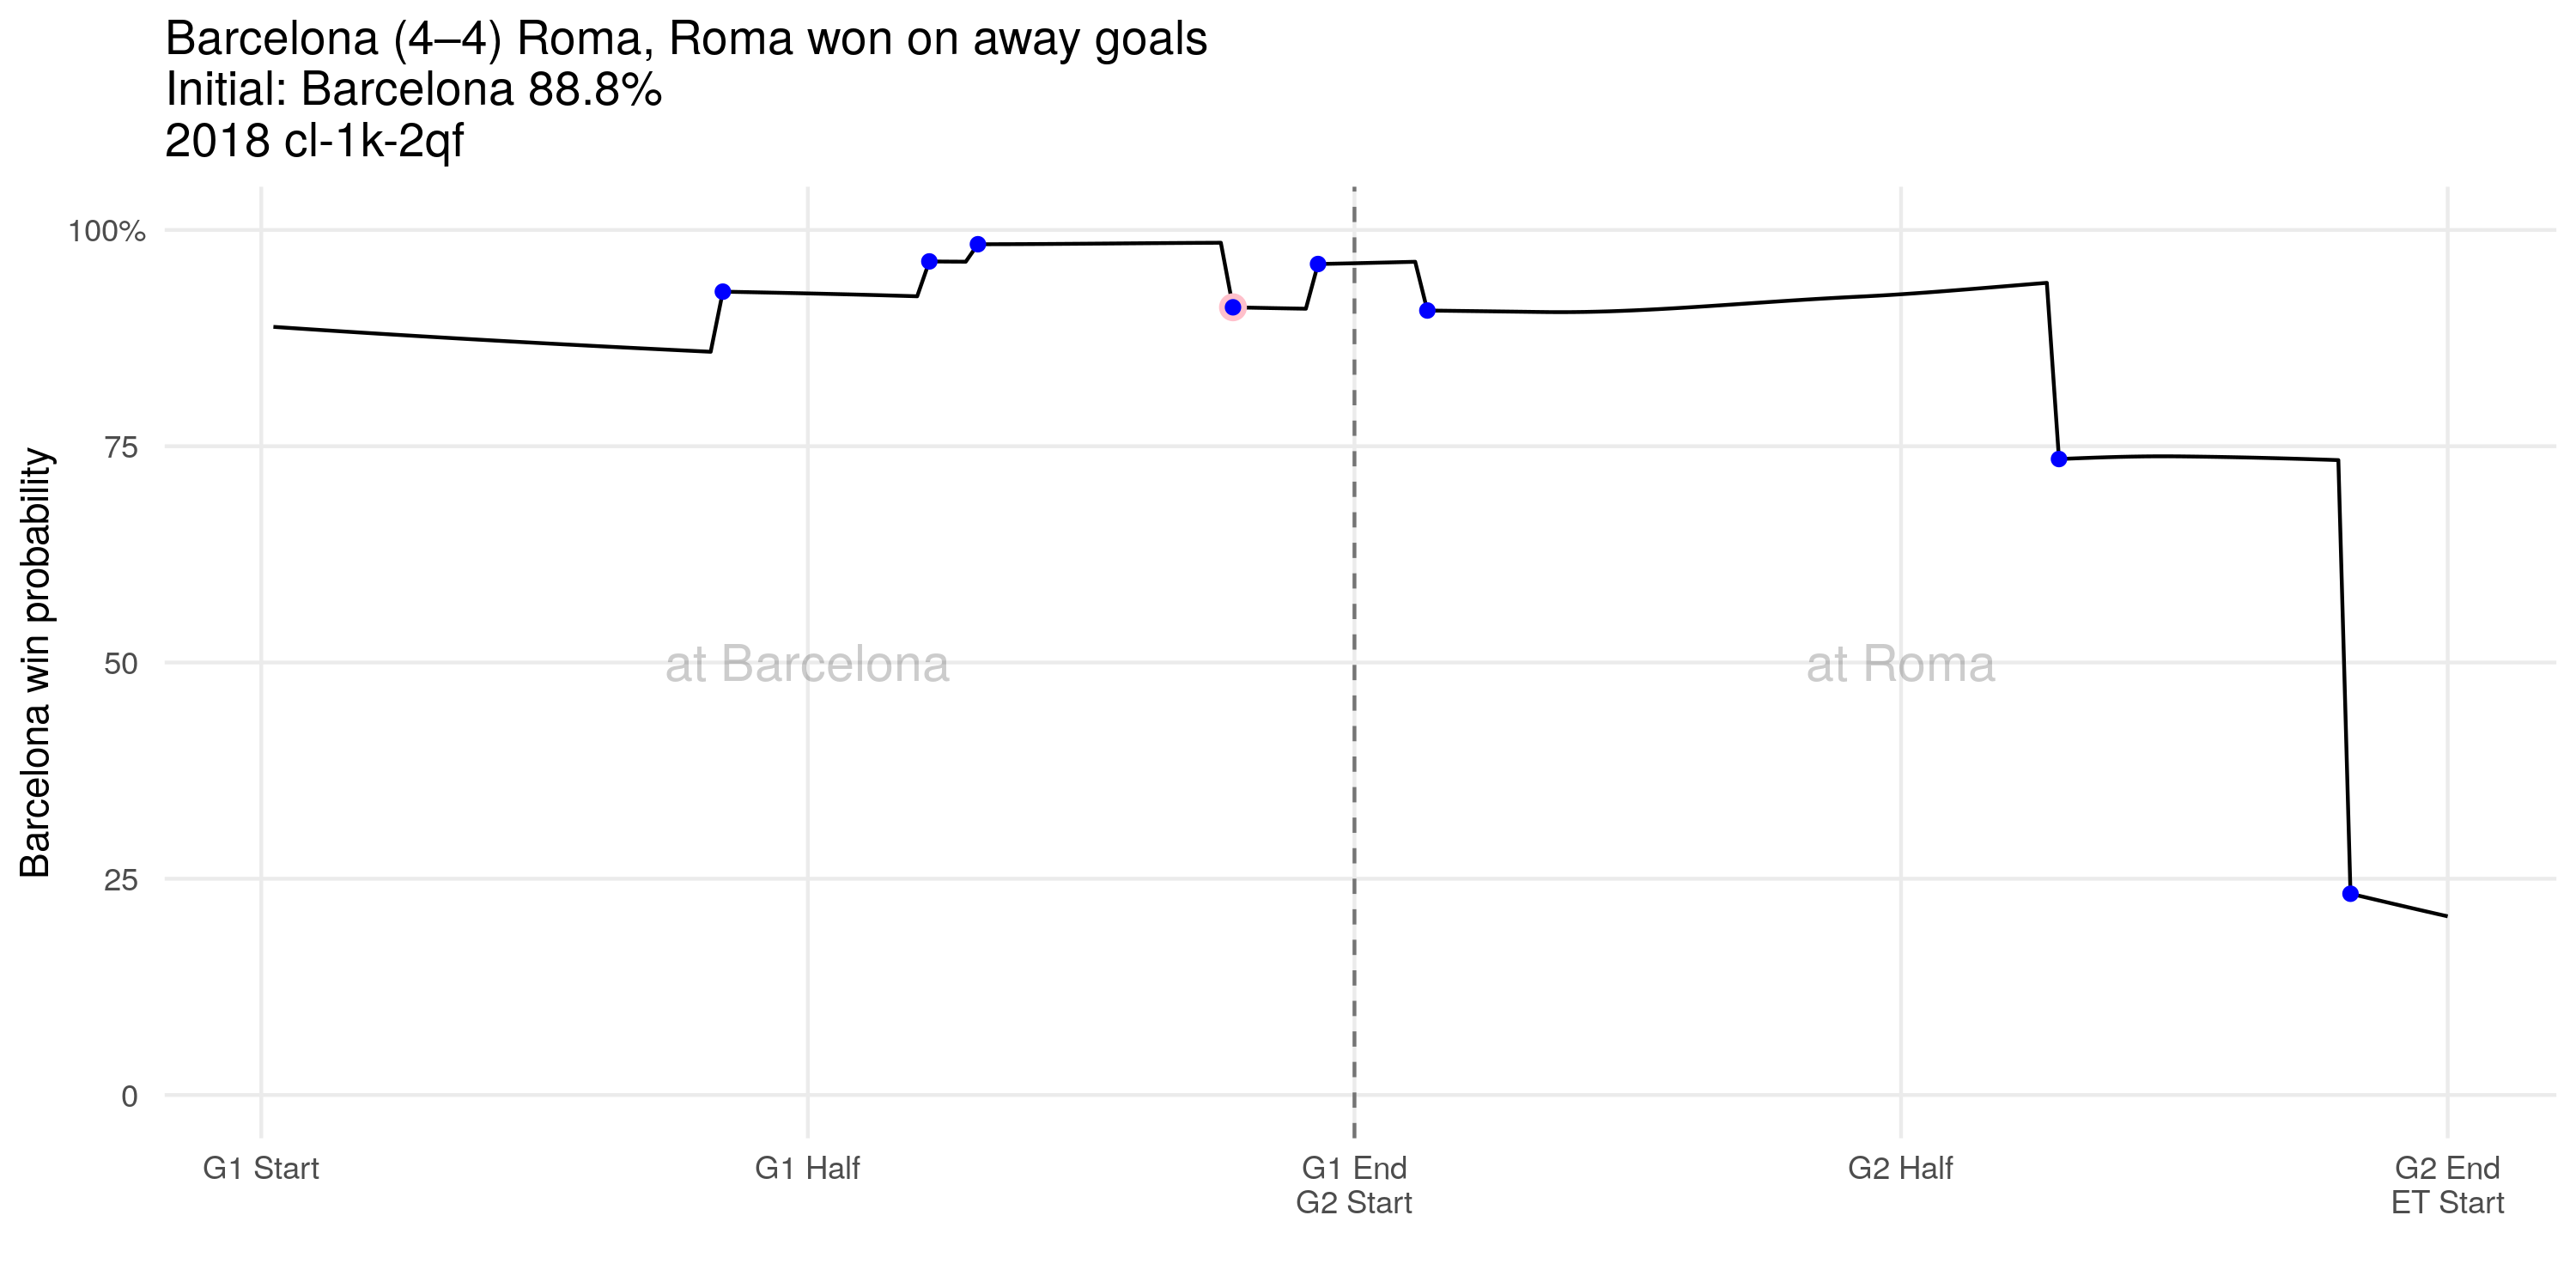 Barcelona (4–4) Roma, Roma won on away goals
Initial: Barcelona 88.8%
2018 cl-1k-2qf
Barcelona win probability
100%
75
50
25
0
at Barcelona
at Roma
G1 Start
G1 Half
G1 End
G2 Start
G2 Half
G2 End
ET Start